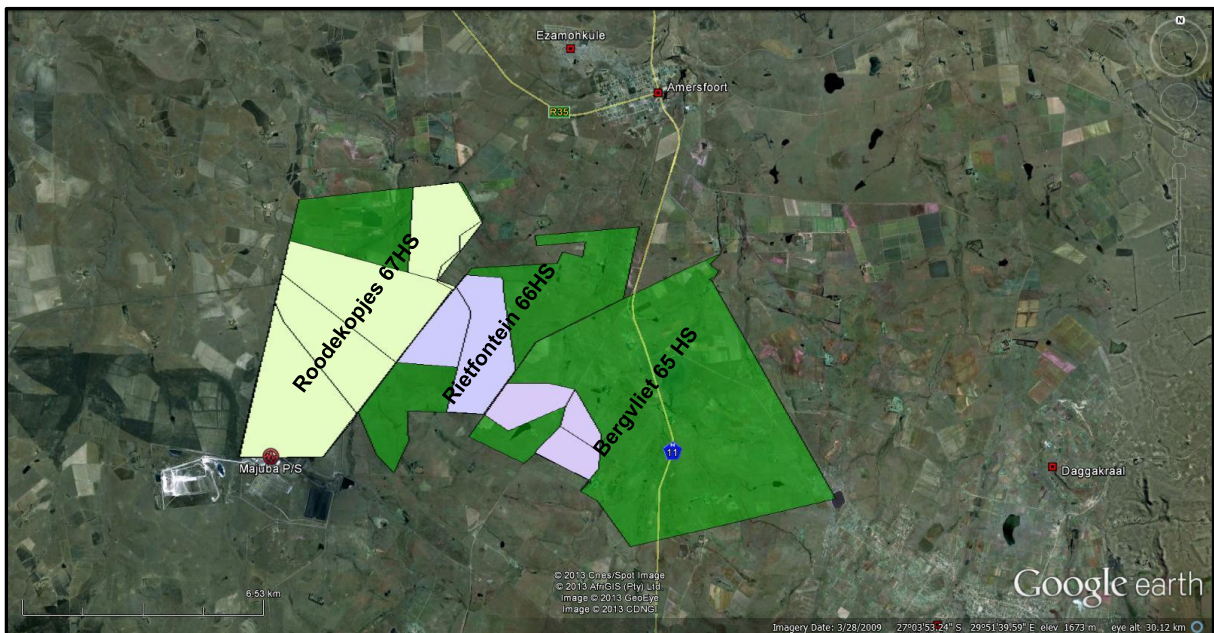 N
Ezamohkule
Amersfoort
R35
Roodekopjes 67HS
Rietfontein 66HS
Bergvliet 65 HS
N
11
Majuba P/S
Daggakraal
6.53 km
© 2013 Cnes/Spot Image
© 2013 AfriGIS (Pty) Ltd.
Image © 2013 GeoEye
Image © 2013 CDNGI
Google earth
Imagery Date: 3/28/2009 27°03'53.24" S 29°51'39.59" E elev 1673 m eye alt 30.12 km